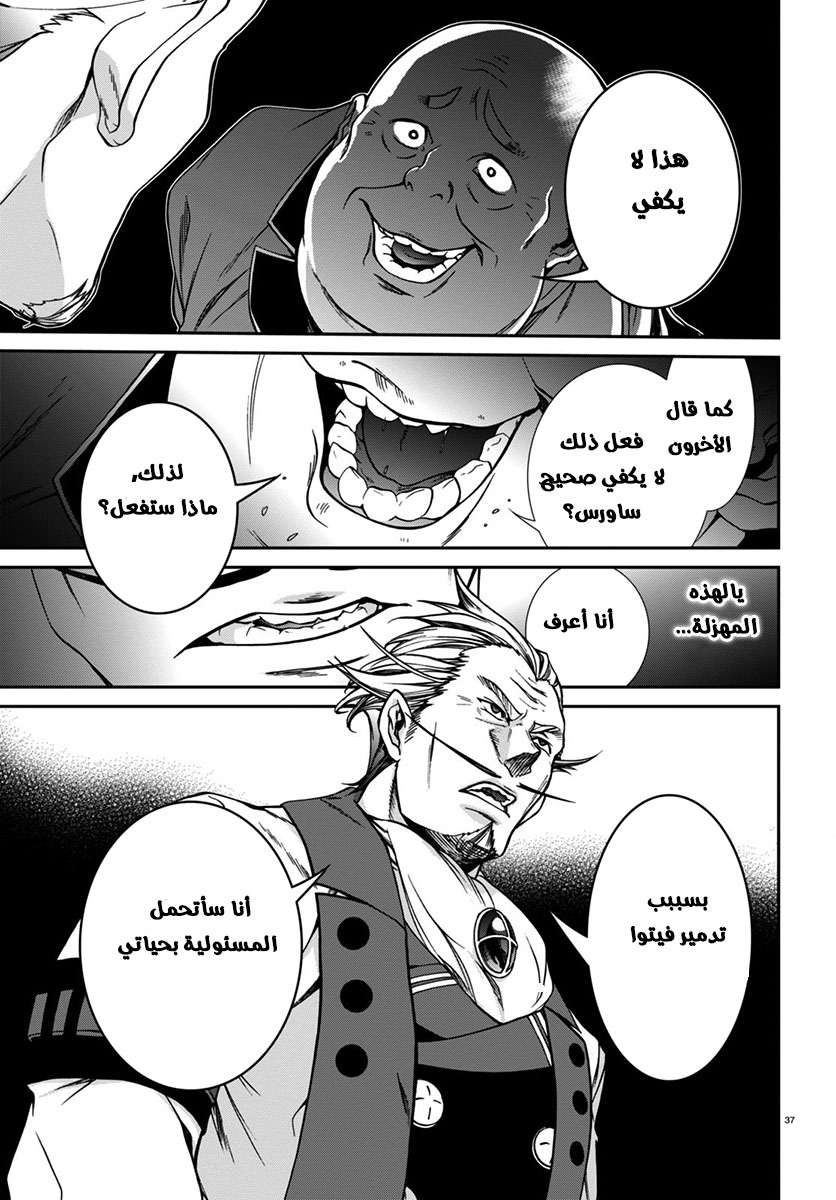 هذا لا
يكفي
كما قال
الأخرون
فعل ذلك
لا يكفي صحيح
ساورس؟
لذلك,
ماذا ستفعل؟
يالهذه
المهزلة...
أنا أعرف
بسببب
تدمير فيتوا
أنا سأتحمل
المسئولية بحياتي
37